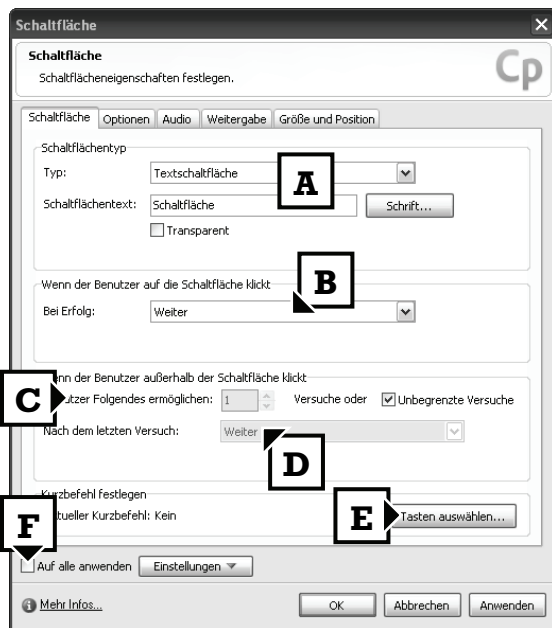 Schaltfläche
Schaltfläche
Schaltflächeneigenschaften festlegen.
Cp
Schaltfläche Optionen Audio Weitergabe Größe und Position
Schaltflächentyp
Typ: Textschaltfläche
A
Schaltflächentext: Schaltfläche Schrift...
Transparent
Wenn der Benutzer auf die Schaltfläche klickt
B
Bei Erfolg: Weiter
enn der Benutzer außerhalb der Schaltfläche klickt
C utzer Folgendes ermöglichen: 1 Versuche oder Unbegrenzte Versuche
Nach dem letzten Versuch: Weiter
D
Kurzbefehl festlegen
F tueller Kurzbefehl: Kein E Tasten auswählen...
Auf alle anwenden Einstellungen
Mehr Infos... OK Abbrechen Anwenden